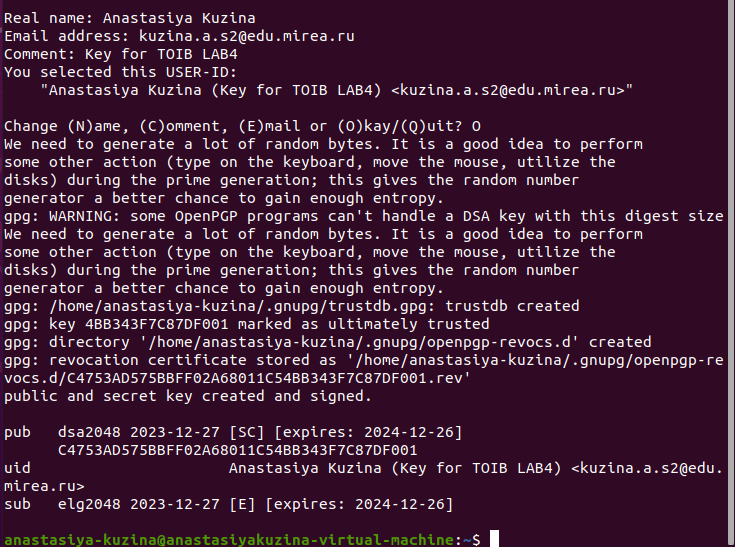 Real name: Anastasiya Kuzina
Email address: kuzina.a.s2@edu.mirea.ru
Comment: Key for TOIB LAB4
You selected this USER-ID:
    "Anastasiya Kuzina (Key for TOIB LAB4) <kuzina.a.s2@edu.mirea.ru>"

Change (N)ame, (C)omment, (E)mail or (O)kay/(Q)uit? O
We need to generate a lot of random bytes. It is a good idea to perform
some other action (type on the keyboard, move the mouse, utilize the
disks) during the prime generation; this gives the random number
generator a better chance to gain enough entropy.
gpg: WARNING: some OpenPGP programs can't handle a DSA key with this digest size
We need to generate a lot of random bytes. It is a good idea to perform
some other action (type on the keyboard, move the mouse, utilize the
disks) during the prime generation; this gives the random number
generator a better chance to gain enough entropy.
gpg: /home/anastasiya-kuzina/.gnupg/trustdb.gpg: trustdb created
gpg: key 4BB343F7C87DF001 marked as ultimately trusted
gpg: directory '/home/anastasiya-kuzina/.gnupg/openpgp-revocs.d' created
gpg: revocation certificate stored as '/home/anastasiya-kuzina/.gnupg/openpgp-re
vocs.d/C4753AD575BBFF02A68011C54BB343F7C87DF001.rev'
public and secret key created and signed.

pub   dsa2048 2023-12-27 [SC] [expires: 2024-12-26]
      C4753AD575BBFF02A68011C54BB343F7C87DF001
uid                      Anastasiya Kuzina (Key for TOIB LAB4) <kuzina.a.s2@edu.
mirea.ru>
sub   elg2048 2023-12-27 [E] [expires: 2024-12-26]

anastasiya-kuzina@anastasiyakuzina-virtual-machine:~$